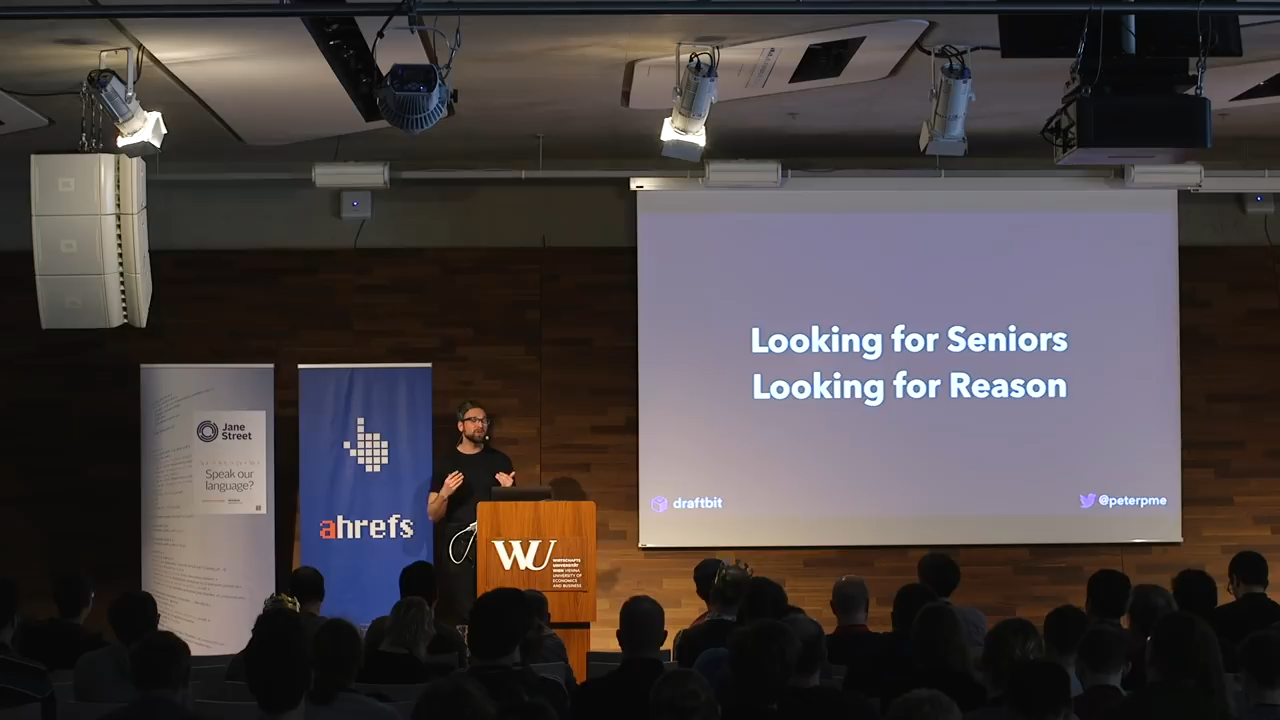 Looking for Seniors
Looking for Reason
draftbit
@peterpme
Jane
Street
Speak our
language?
ahrefs
WU
WIRTSCHAFTS
UNIVERSITÄT
WIEN VIENNA
UNIVERSITY OF
ECONOMICS
AND BUSINESS